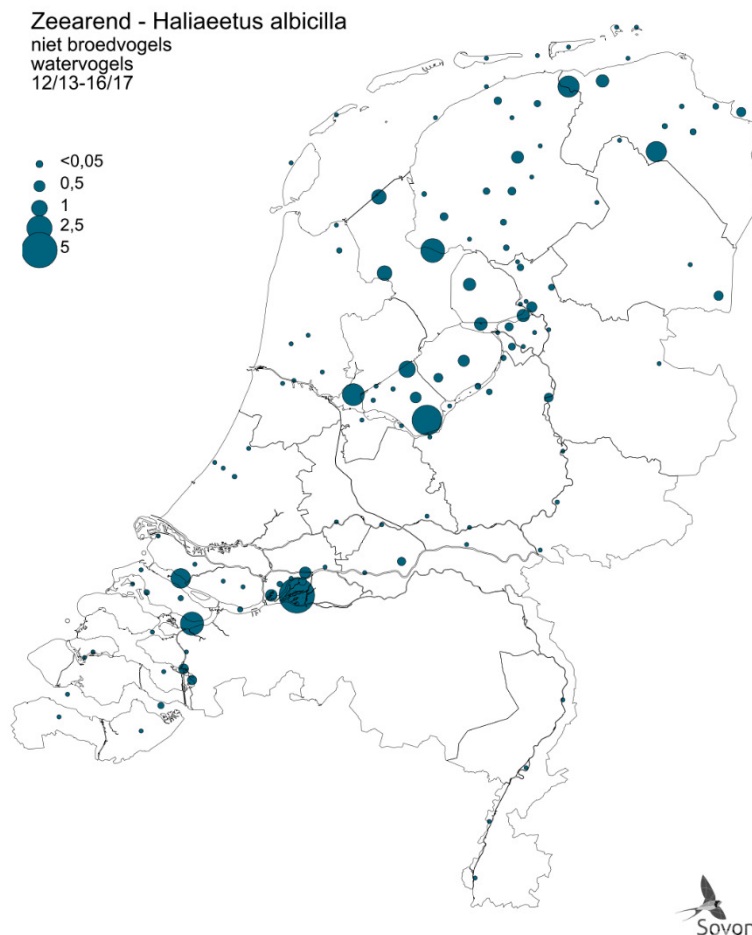 Zeearend - Haliaeetus albicilla
niet broedvogels
watervogels
12/13-16/17
<0,05
0,5
1
2,5
5
Sovon